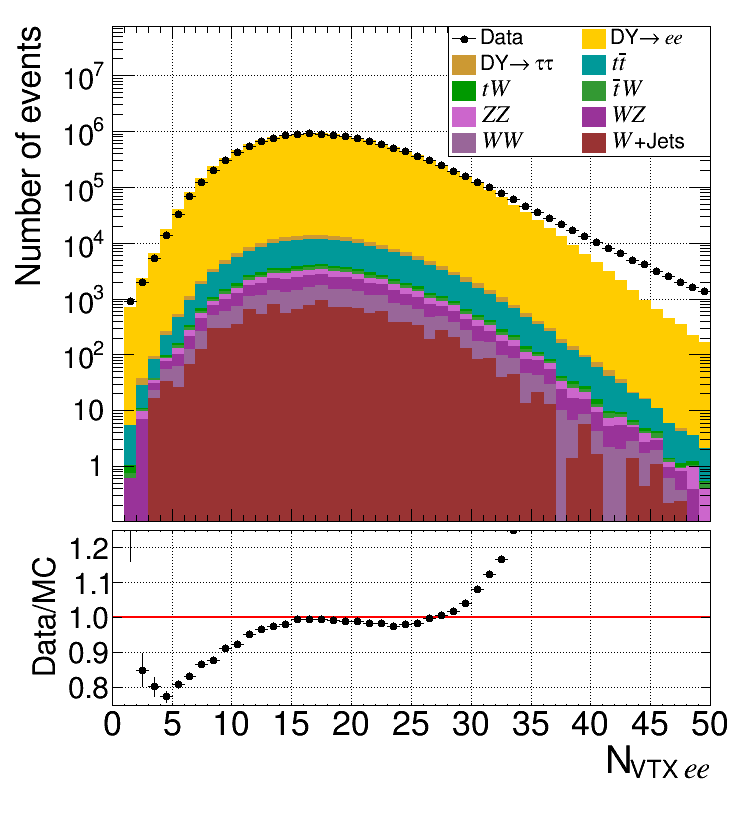 Number of events
10⁷
10⁶
10⁵
10⁴
10³
10²
10
1
Data
DY→ ee
DY→ ττ
tt̄
tW
t̄W
ZZ
WZ
WW
W+Jets
Data/MC
1.2
1.1
1.0
0.9
0.8
0 5 10 15 20 25 30 35 40 45 50
N_VTX ee